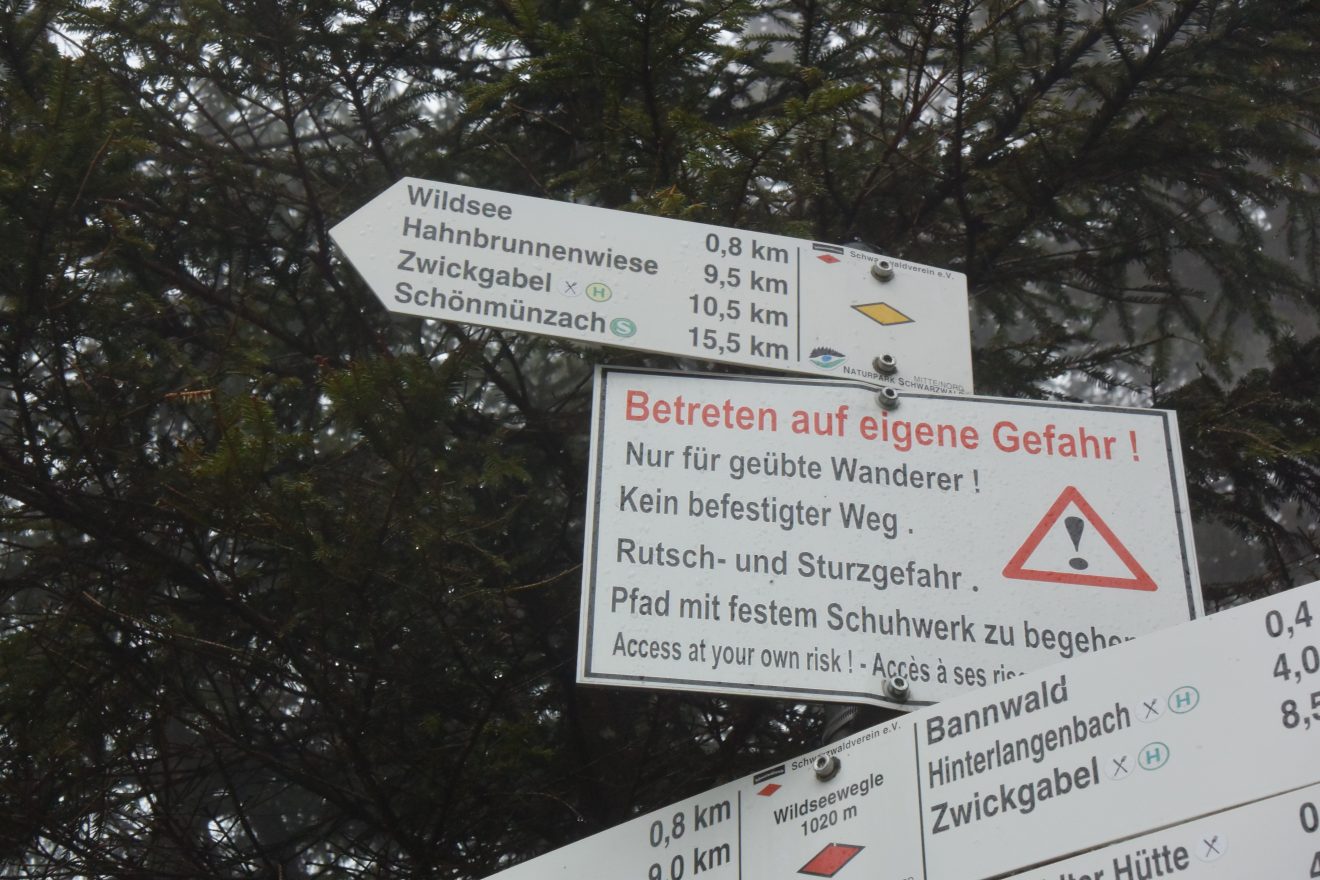 Wildsee 0,8 km
Hahnbrunnenwiese 9,5 km
Zwickgabel H 10,5 km
Schönmünzach S 15,5 km
Schwarzwaldverein e.V.
NATURPARK SCHWARZWALD
MITTE/NORD
Betreten auf eigene Gefahr !
Nur für geübte Wanderer !
Kein befestigter Weg .
Rutsch- und Sturzgefahr .
Pfad mit festem Schuhwerk zu begehen
Access at your own risk ! - Accès à ses
0,8 km
9,0 km
Schwarzwaldverein e.V.
Wildseewegle
1020 m
Bannwald 0,4
Hinterlangenbach H 4,0
Zwickgabel H 8,5
Hütte